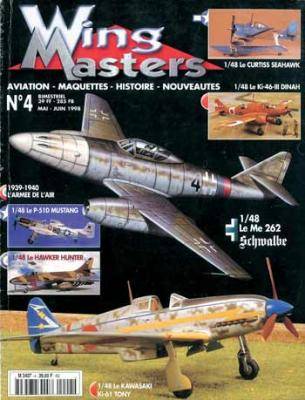 Wing
Masters
AVIATION - MAQUETTES - HISTOIRE - NOUVEAUTES
N°4
BIMESTRIEL
39 FF - 285 FB
MAI - JUIN 1998
1/48 Le CURTISS SEAHAWK
1/48 Le Ki-46-III DINAH
1939-1940
L'ARMEE DE L'AIR
1/48 Le P-51D MUSTANG
1/48 Le HAWKER HUNTER
4
1/48
Le Me 262
Schwalbe
1/48 Le KAWASAKI
Ki-61 TONY